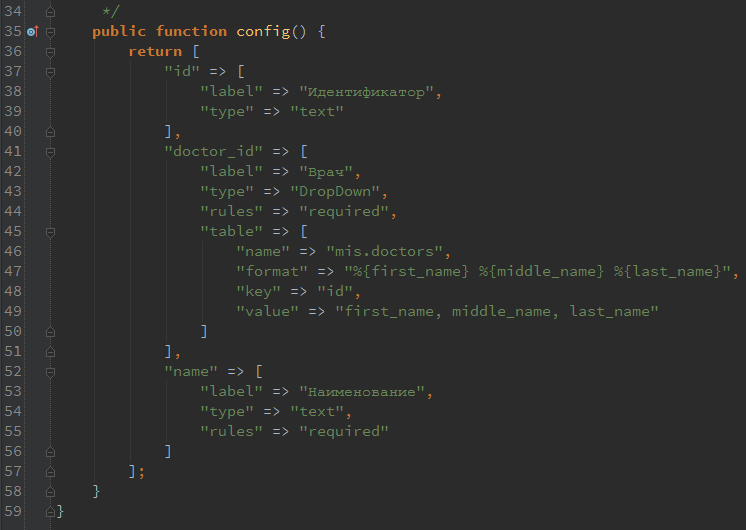 34 */
35 public function config() {
36 return [
37 "id" => [
38 "label" => "Идентификатор",
39 "type" => "text"
40 ],
41 "doctor_id" => [
42 "label" => "Врач",
43 "type" => "DropDown",
44 "rules" => "required",
45 "table" => [
46 "name" => "mis.doctors",
47 "format" => "%{first_name} %{middle_name} %{last_name}",
48 "key" => "id",
49 "value" => "first_name, middle_name, last_name"
50 ]
51 ],
52 "name" => [
53 "label" => "Наименование",
54 "type" => "text",
55 "rules" => "required"
56 ]
57 ];
58 }
59 }